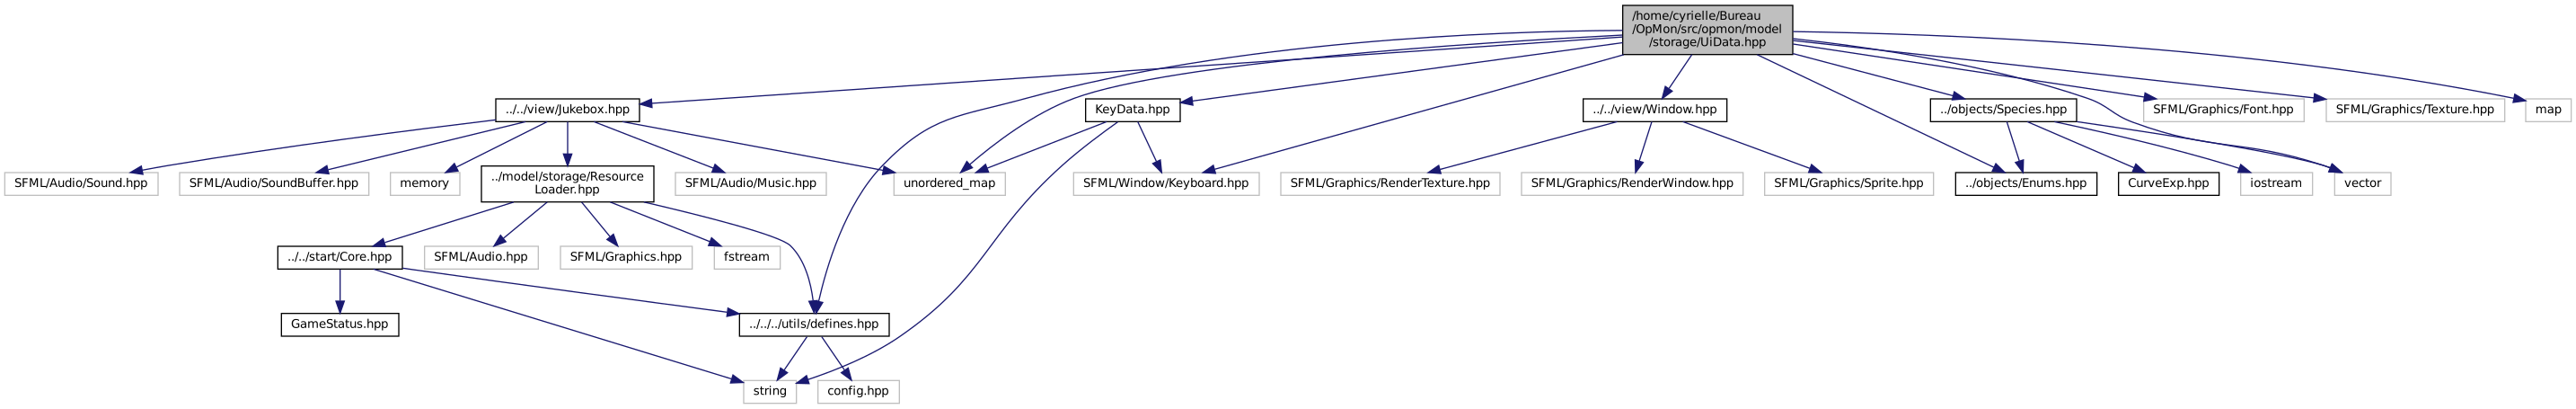 /home/cyrielle/Bureau
/OpMon/src/opmon/model
/storage/UiData.hpp
../../view/Jukebox.hpp
KeyData.hpp
../../view/Window.hpp
../objects/Species.hpp
SFML/Graphics/Font.hpp
SFML/Graphics/Texture.hpp
map
SFML/Audio/Sound.hpp
SFML/Audio/SoundBuffer.hpp
memory
../model/storage/Resource
Loader.hpp
SFML/Audio/Music.hpp
unordered_map
SFML/Window/Keyboard.hpp
SFML/Graphics/RenderTexture.hpp
SFML/Graphics/RenderWindow.hpp
SFML/Graphics/Sprite.hpp
../objects/Enums.hpp
CurveExp.hpp
iostream
vector
../../start/Core.hpp
SFML/Audio.hpp
SFML/Graphics.hpp
fstream
GameStatus.hpp
../../../utils/defines.hpp
string
config.hpp